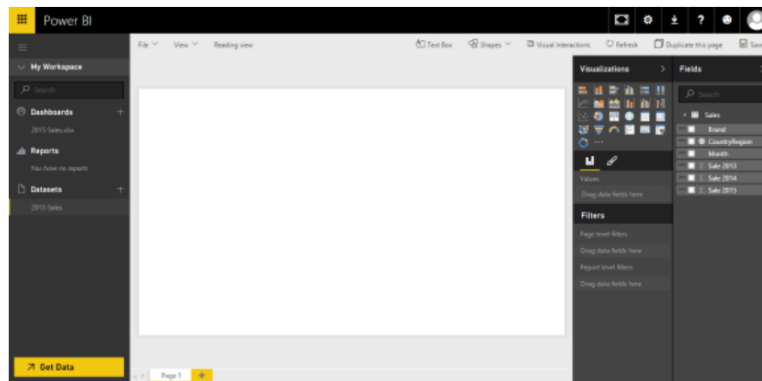 Power BI
?
File View Reading view Text Box Shapes Visual Interactions Refresh Duplicate this page Save
My Workspace
Search
Dashboards +
2015 Sales.xlsx
Reports
You have no reports
Datasets +
2015 Sales
Get Data
Page 1 +
Visualizations >
Values
Drag data fields here
Filters
Page level filters
Drag data fields here
Report level filters
Drag data fields here
Fields
Search
Sales
Brand
CountryRegion
Month
Sale 2013
Sale 2014
Sale 2015